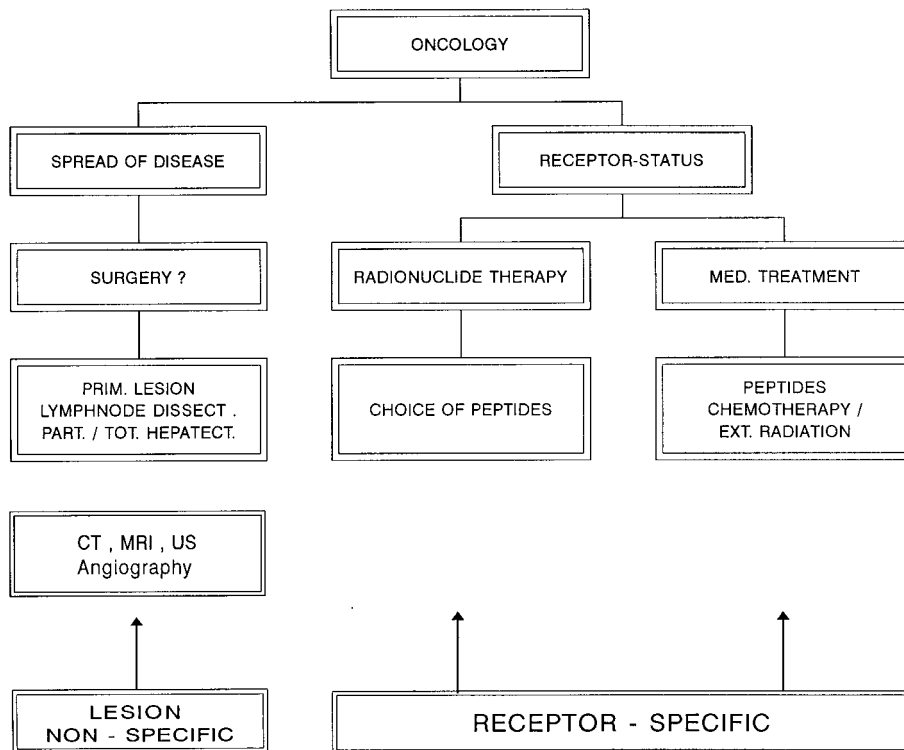 ONCOLOGY
SPREAD OF DISEASE
RECEPTOR-STATUS
SURGERY ?
RADIONUCLIDE THERAPY
MED. TREATMENT
PRIM. LESION
LYMPHNODE DISSECT .
PART. / TOT. HEPATECT.
CHOICE OF PEPTIDES
PEPTIDES
CHEMOTHERAPY /
EXT. RADIATION
CT , MRI , US
Angiography
LESION
NON - SPECIFIC
RECEPTOR - SPECIFIC